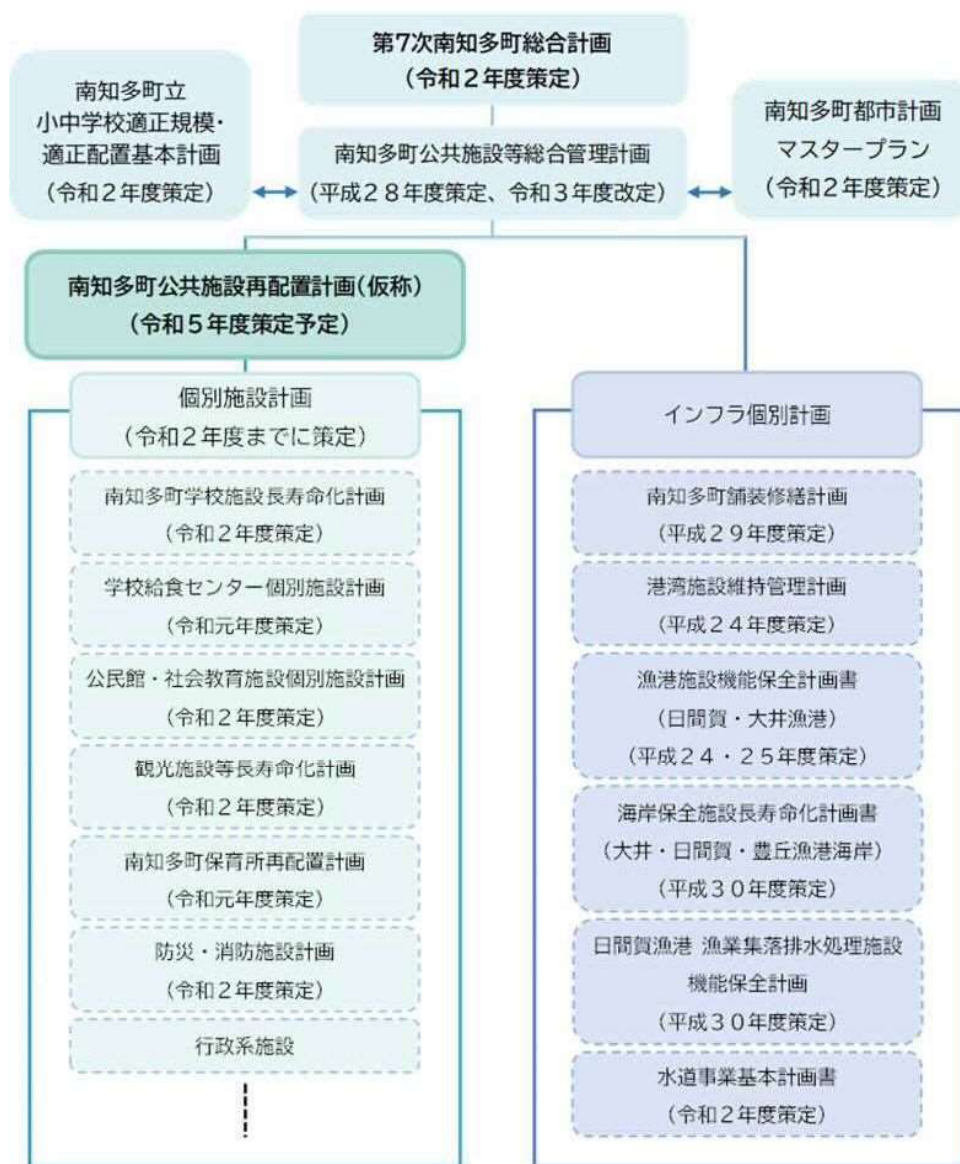 第7次南知多町総合計画
（令和２年度策定）
南知多町立
小中学校適正規模・
適正配置基本計画
（令和２年度策定）
南知多町公共施設等総合管理計画
（平成２８年度策定、令和３年度改定）
南知多町都市計画
マスタープラン
（令和２年度策定）
南知多町公共施設再配置計画(仮称)
（令和５年度策定予定）
個別施設計画
（令和２年度までに策定）
南知多町学校施設長寿命化計画
（令和２年度策定）
学校給食センター個別施設計画
（令和元年度策定）
公民館・社会教育施設個別施設計画
（令和２年度策定）
観光施設等長寿命化計画
（令和２年度策定）
南知多町保育所再配置計画
（令和元年度策定）
防災・消防施設計画
（令和２年度策定）
行政系施設
インフラ個別計画
南知多町舗装修繕計画
（平成２９年度策定）
港湾施設維持管理計画
（平成２４年度策定）
漁港施設機能保全計画書
（日間賀・大井漁港）
（平成２４・２５年度策定）
海岸保全施設長寿命化計画書
（大井・日間賀・豊丘漁港海岸）
（平成３０年度策定）
日間賀漁港 漁業集落排水処理施設
機能保全計画
（平成３０年度策定）
水道事業基本計画書
（令和２年度策定）